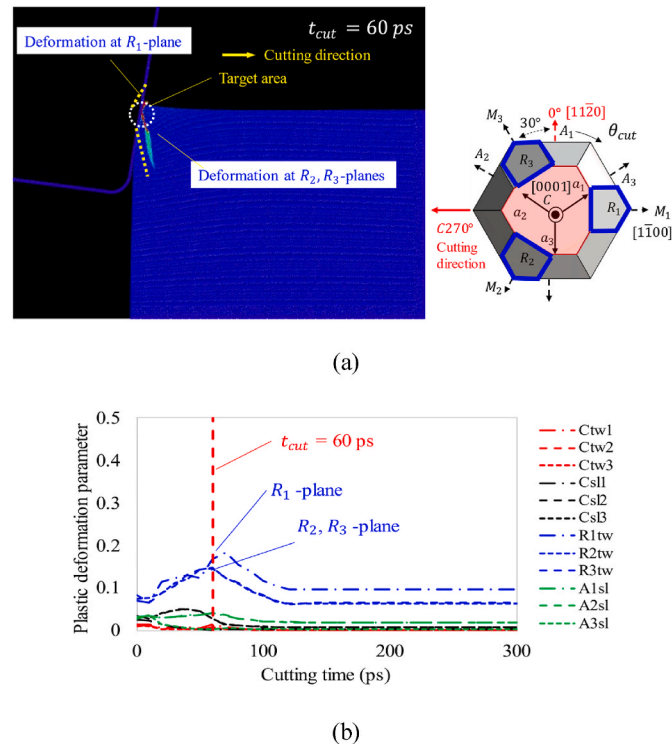 (a)
t_cut = 60 ps
Deformation at R₁-plane
Cutting direction
Target area
Deformation at R₂, R₃-planes
0° [112̄0]
30°
θ_cut
M₃
A₁
A₂
R₃
[0001]
a₁
A₃
C
R₁
M₁
a₂
[11̄00]
C270°
Cutting
direction
a₃
R₂
M₂
(a)
0.5
0.4
0.3
0.2
0.1
0
Plastic deformation parameter
t_cut = 60 ps
R₁ -plane
R₂, R₃ -plane
0
100
200
300
Cutting time (ps)
Ctw1
Ctw2
Ctw3
Csl1
Csl2
Csl3
R1tw
R2tw
R3tw
A1sl
A2sl
A3sl
(b)